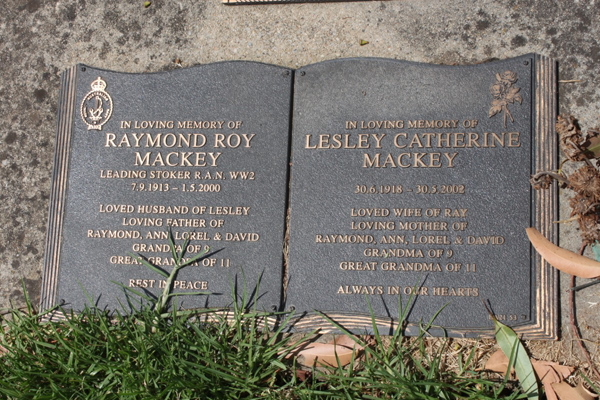 IN LOVING MEMORY OF
RAYMOND ROY
MACKEY
LEADING STOKER R.A.N. WW2
7.9.1913 – 1.5.2000
LOVED HUSBAND OF LESLEY
LOVING FATHER OF
RAYMOND, ANN, LOREL & DAVID
GRANDPA OF 9
GREAT GRANDPA OF 11
REST IN PEACE
IN LOVING MEMORY OF
LESLEY CATHERINE
MACKEY
30.6.1918 – 30.5.2002
LOVED WIFE OF RAY
LOVING MOTHER OF
RAYMOND, ANN, LOREL & DAVID
GRANDMA OF 9
GREAT GRANDMA OF 11
ALWAYS IN OUR HEARTS